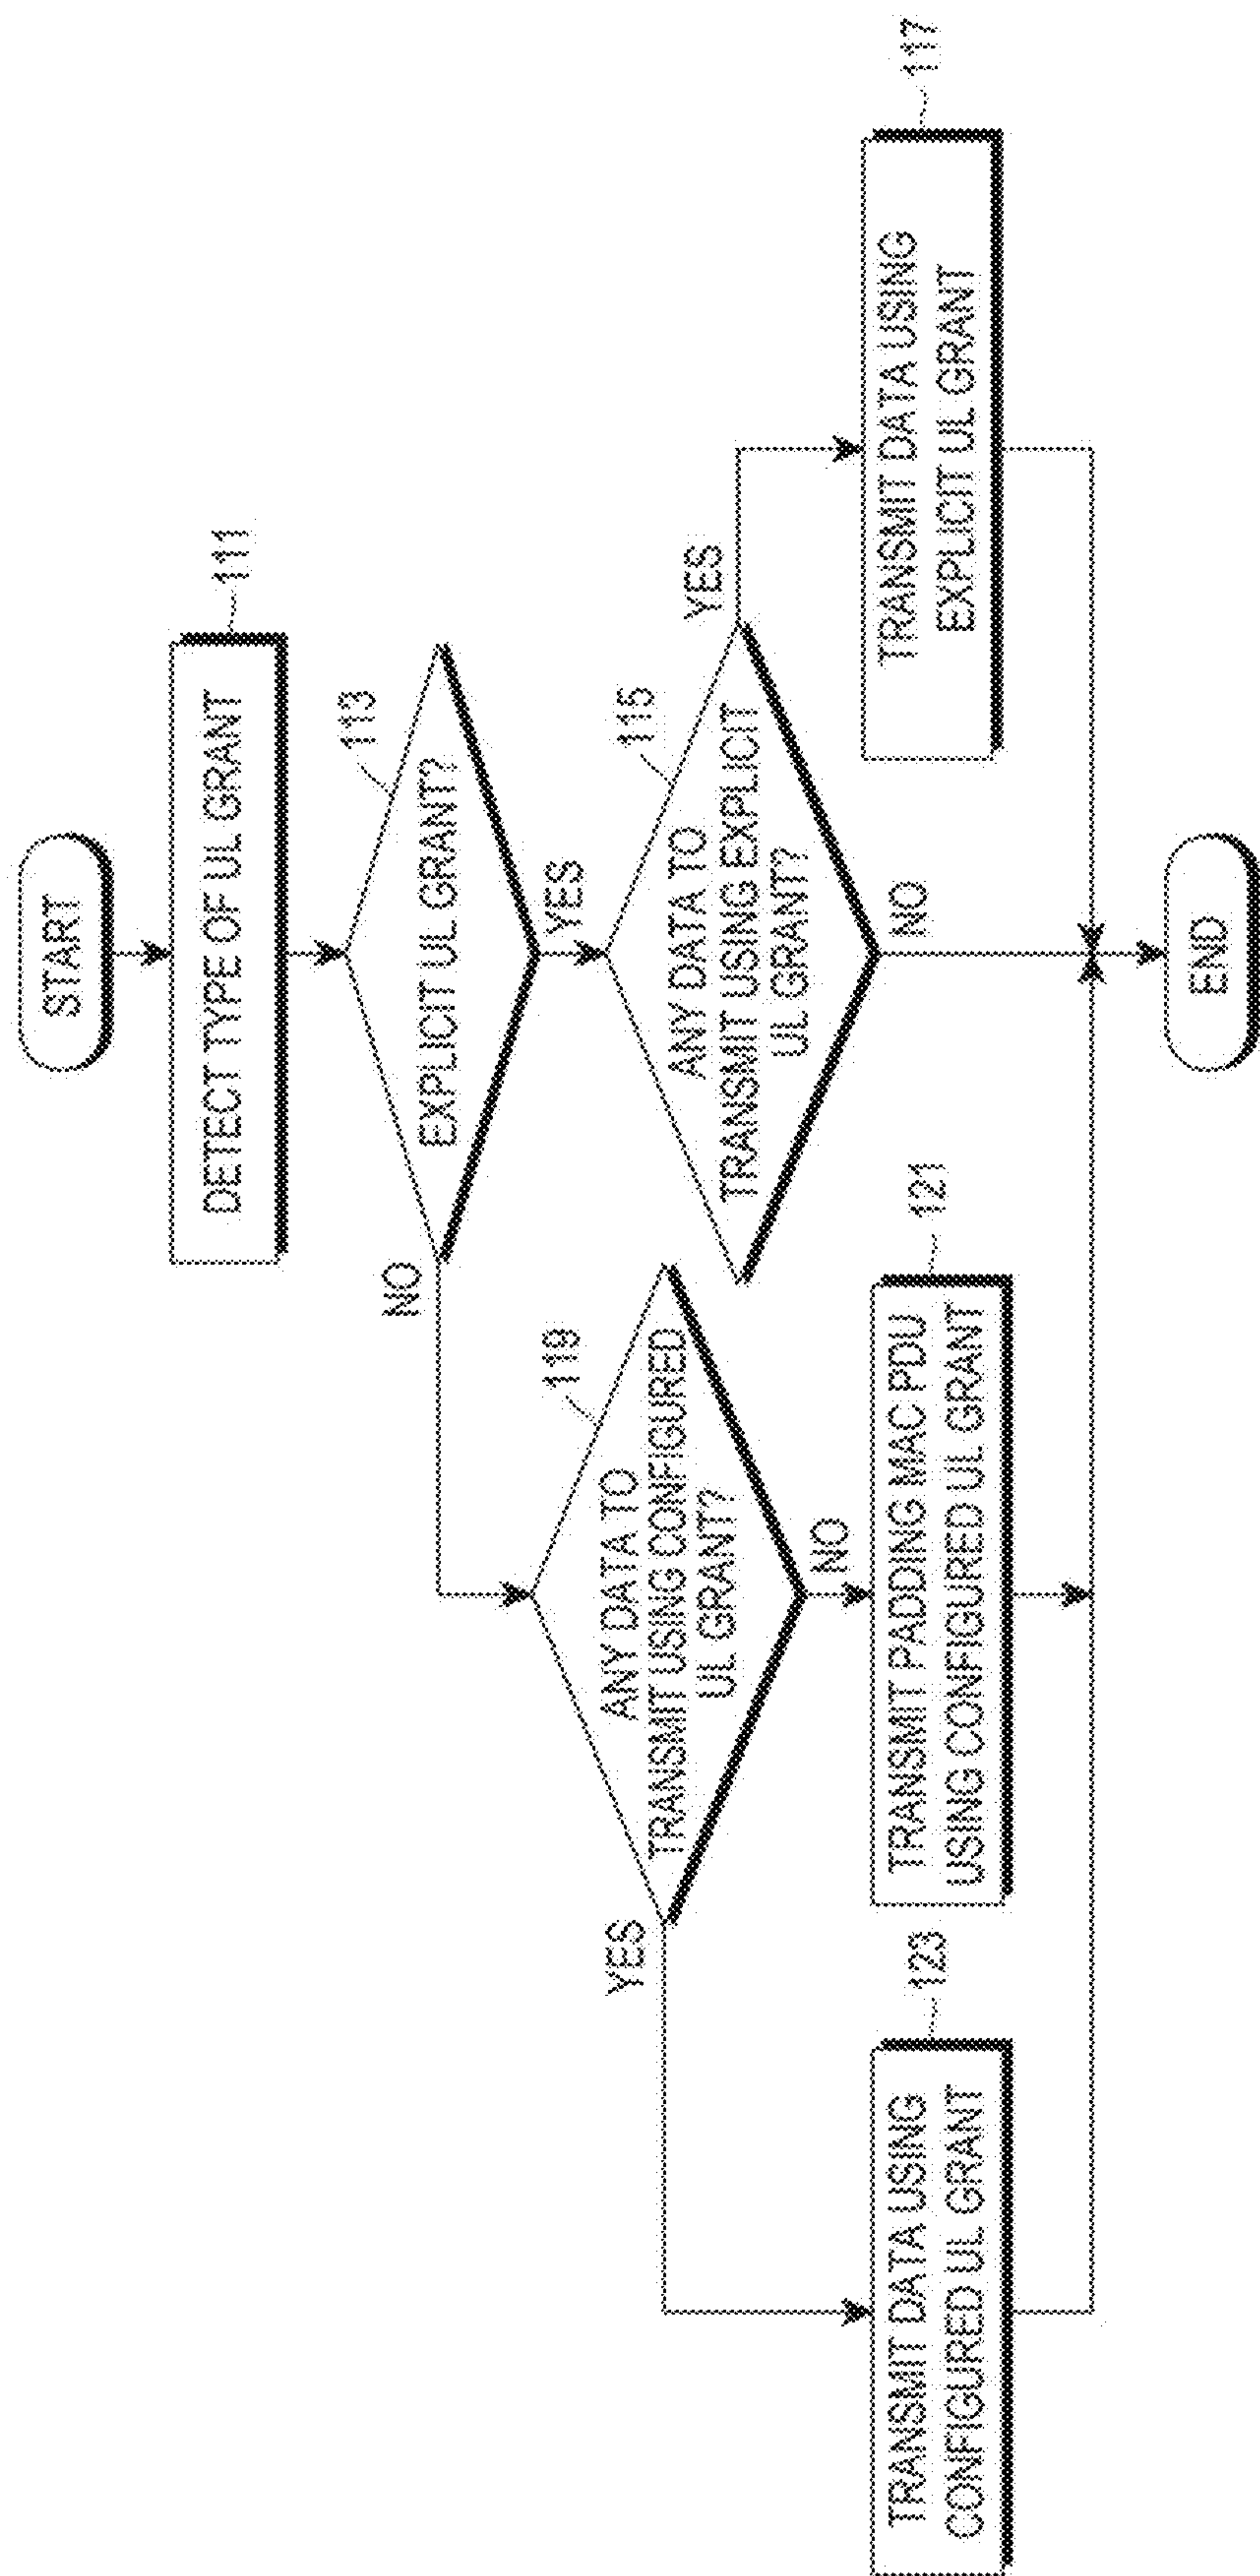 START
DETECT TYPE OF UL GRANT
111
EXPLICIT UL GRANT?
113
NO
YES
ANY DATA TO
TRANSMIT USING EXPLICIT
UL GRANT?
115
YES
NO
TRANSMIT DATA USING
EXPLICIT UL GRANT
117
ANY DATA TO
TRANSMIT USING CONFIGURED
UL GRANT?
119
YES
NO
TRANSMIT PADDING MAC PDU
USING CONFIGURED UL GRANT
121
TRANSMIT DATA USING
CONFIGURED UL GRANT
123
END